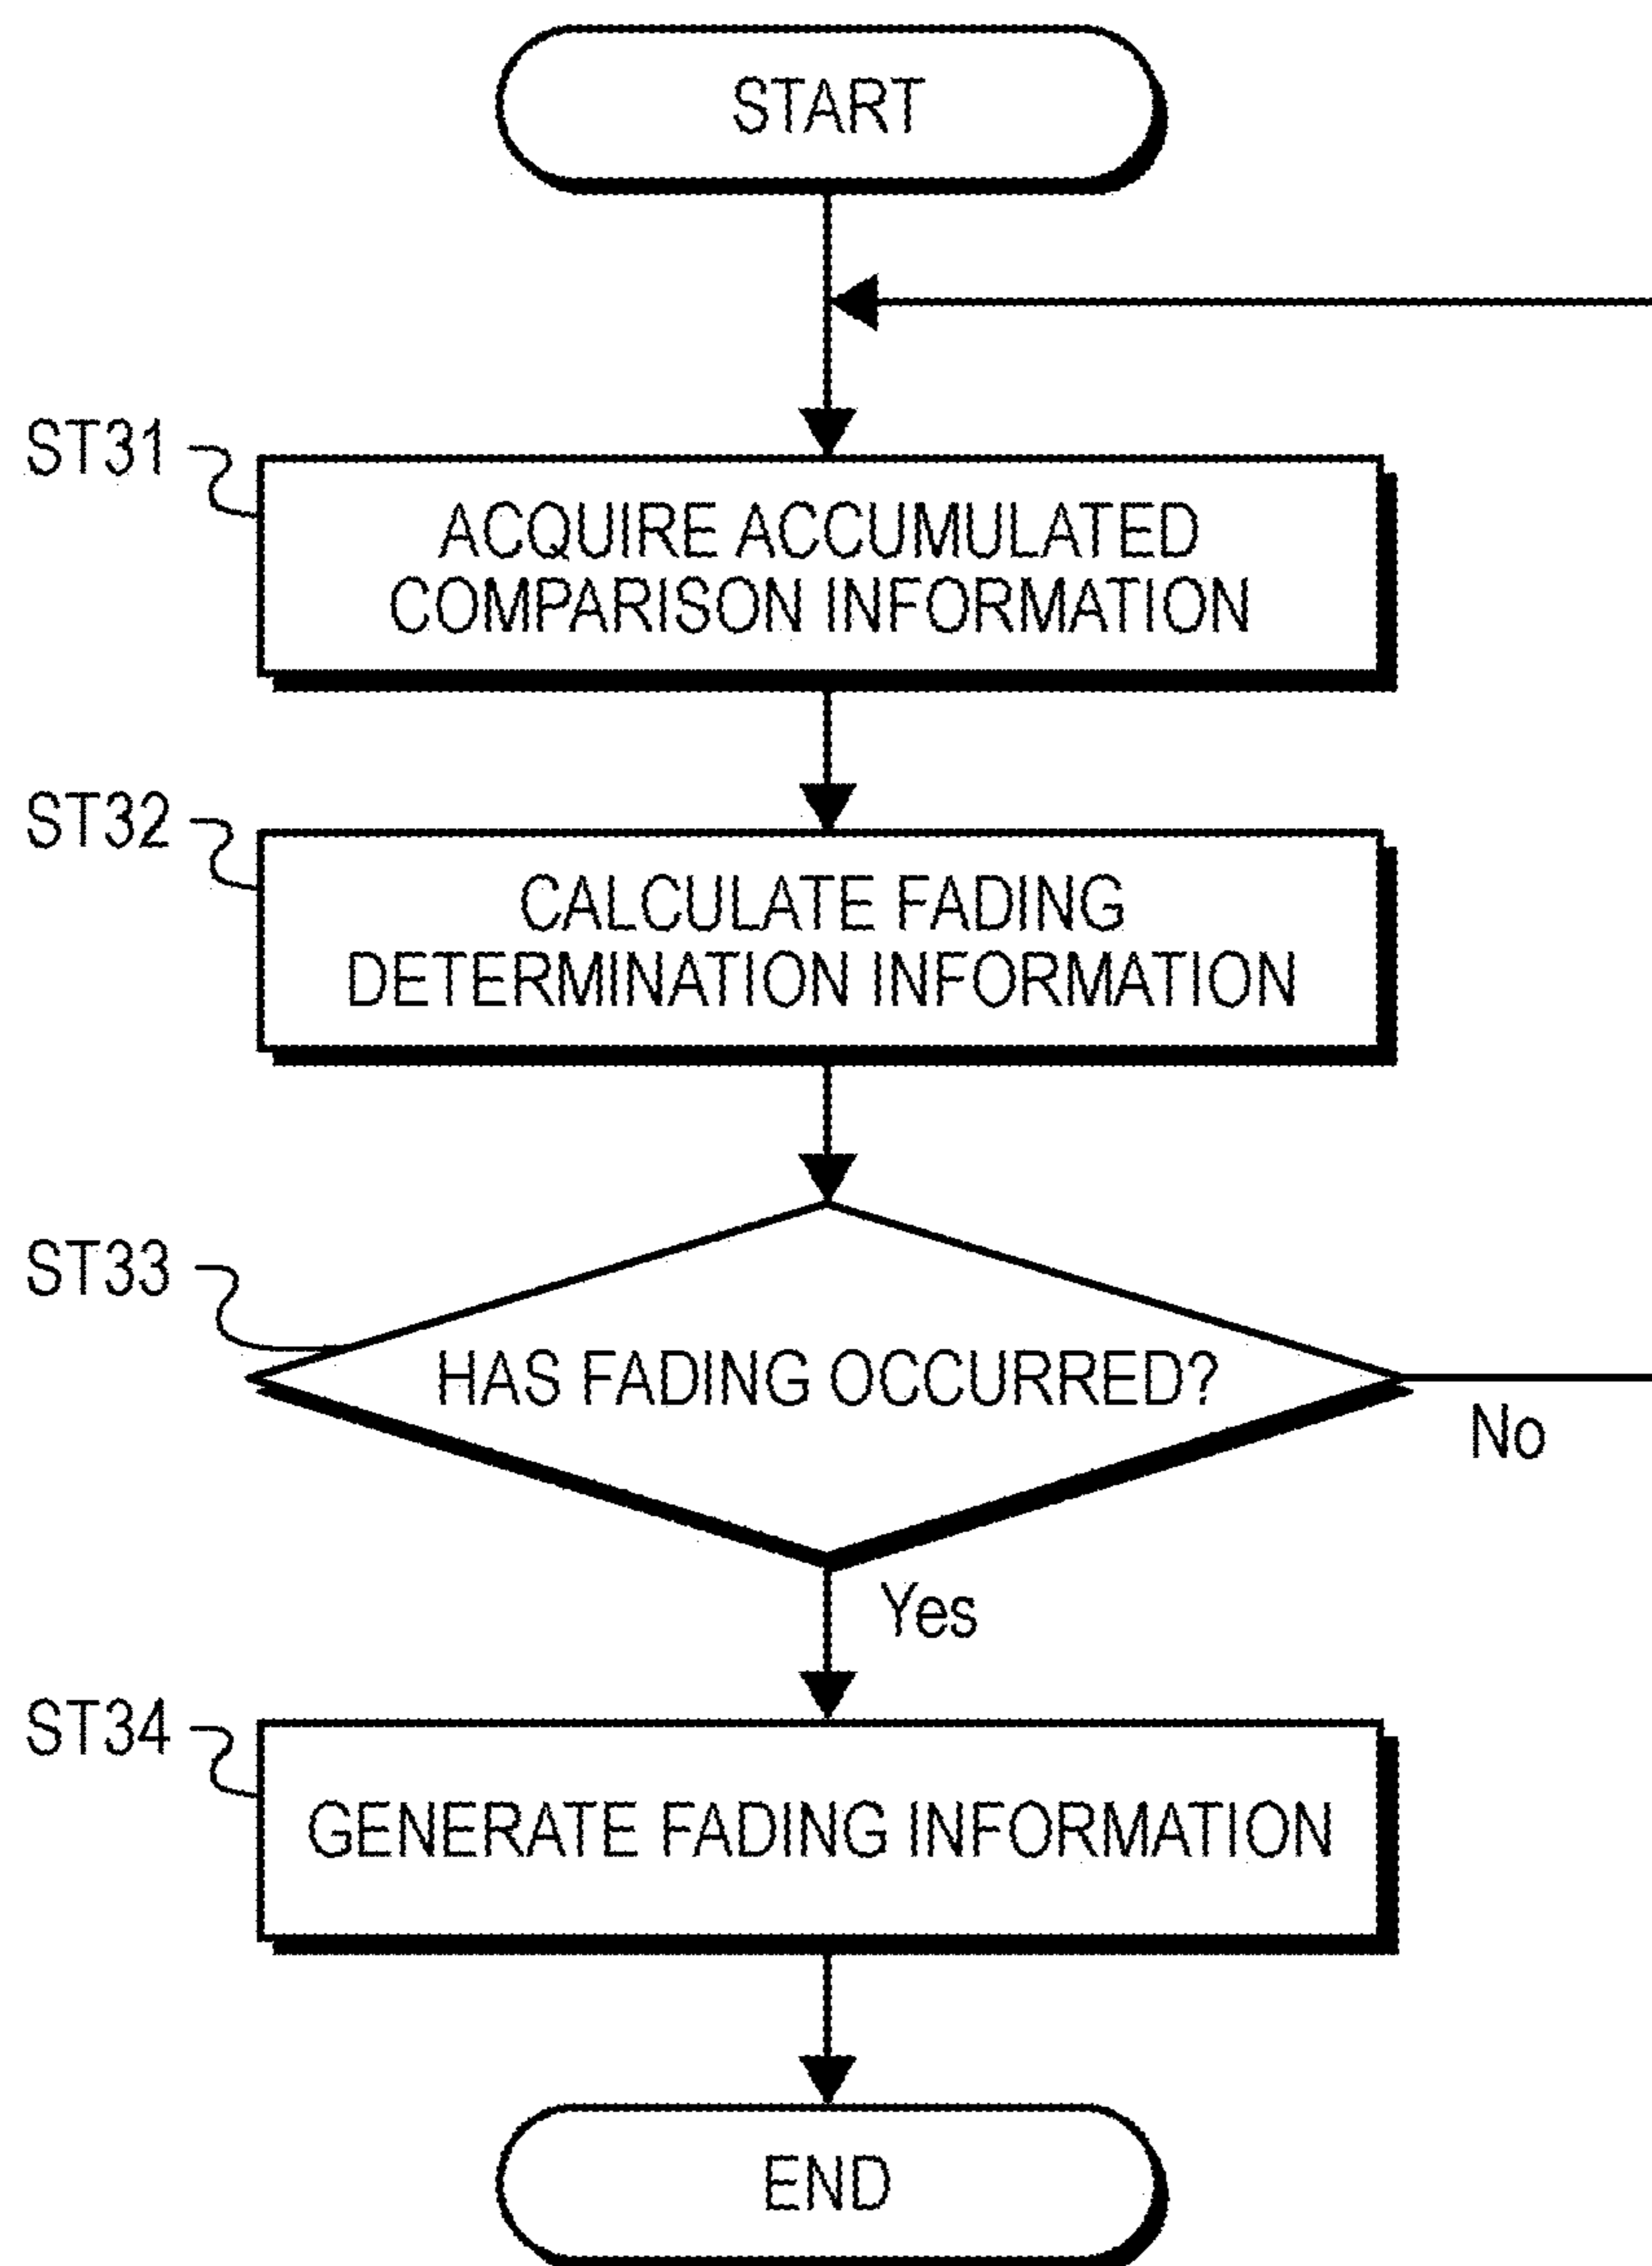 START
ST31
ACQUIRE ACCUMULATED
COMPARISON INFORMATION
ST32
CALCULATE FADING
DETERMINATION INFORMATION
ST33
HAS FADING OCCURRED?
No
Yes
ST34
GENERATE FADING INFORMATION
END